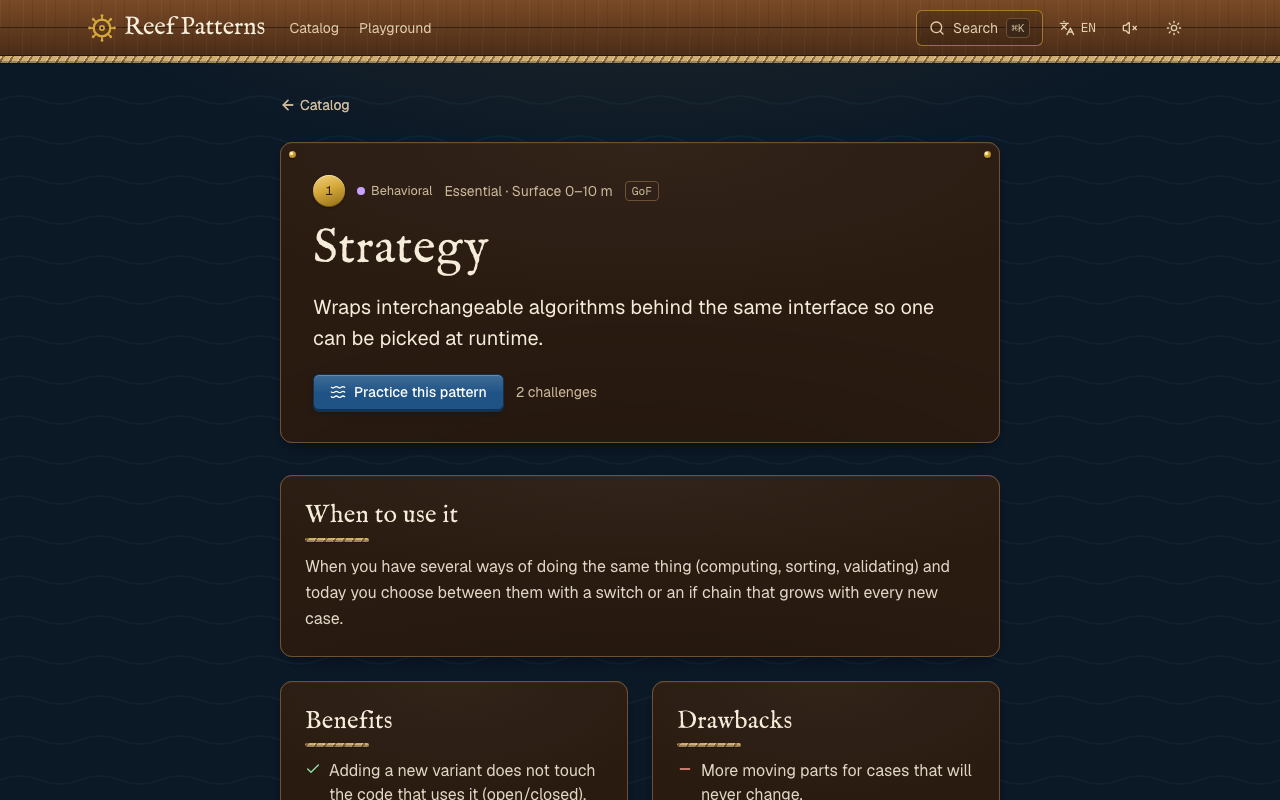 Reef Patterns
Catalog
Playground
Search ⌘K
EN
Catalog
1
Behavioral
Essential · Surface 0–10 m
GoF
Strategy
Wraps interchangeable algorithms behind the same interface so one
can be picked at runtime.
Practice this pattern
2 challenges
When to use it
When you have several ways of doing the same thing (computing, sorting, validating) and
today you choose between them with a switch or an if chain that grows with every new
case.
Benefits
Adding a new variant does not touch
the code that uses it (open/closed).
Drawbacks
More moving parts for cases that will
never change.